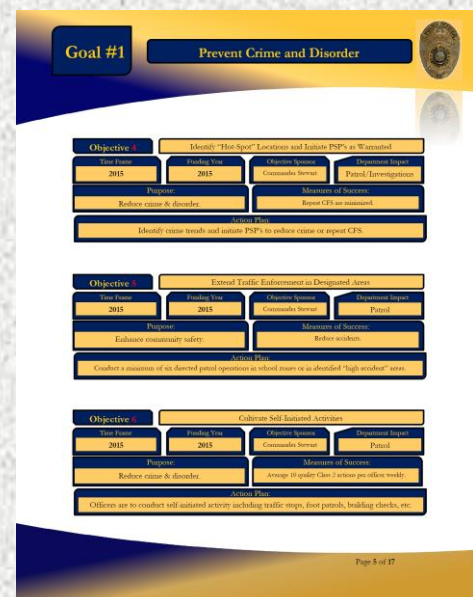 Goal #1
Prevent Crime and Disorder
Objective 4
Identify "Hot-Spot" Locations and Initiate PSP's as Warranted
Time Frame Funding Year Objective Sponsor Department Impact
2015 2015 Commander Stewart Patrol/Investigations
Purpose: Measures of Success:
Reduce crime & disorder. Repeat CFS are minimized.
Action Plan:
Identify crime trends and initiate PSP's to reduce crime or repeat CFS.
Objective 5
Extend Traffic Enforcement in Designated Areas
Time Frame Funding Year Objective Sponsor Department Impact
2015 2015 Commander Stewart Patrol
Purpose: Measures of Success:
Enhance community safety. Reduce accidents.
Action Plan:
Conduct a minimum of six directed patrol operations in school zones or in identified "high accident" areas.
Objective 6
Cultivate Self-Initiated Activities
Time Frame Funding Year Objective Sponsor Department Impact
2015 2015 Commander Stewart Patrol
Purpose: Measures of Success:
Reduce crime & disorder. Average 10 quality Class 2 actions per officer weekly.
Action Plan:
Officers are to conduct self-initiated activity including traffic stops, foot patrols, building checks, etc.
Page 5 of 17